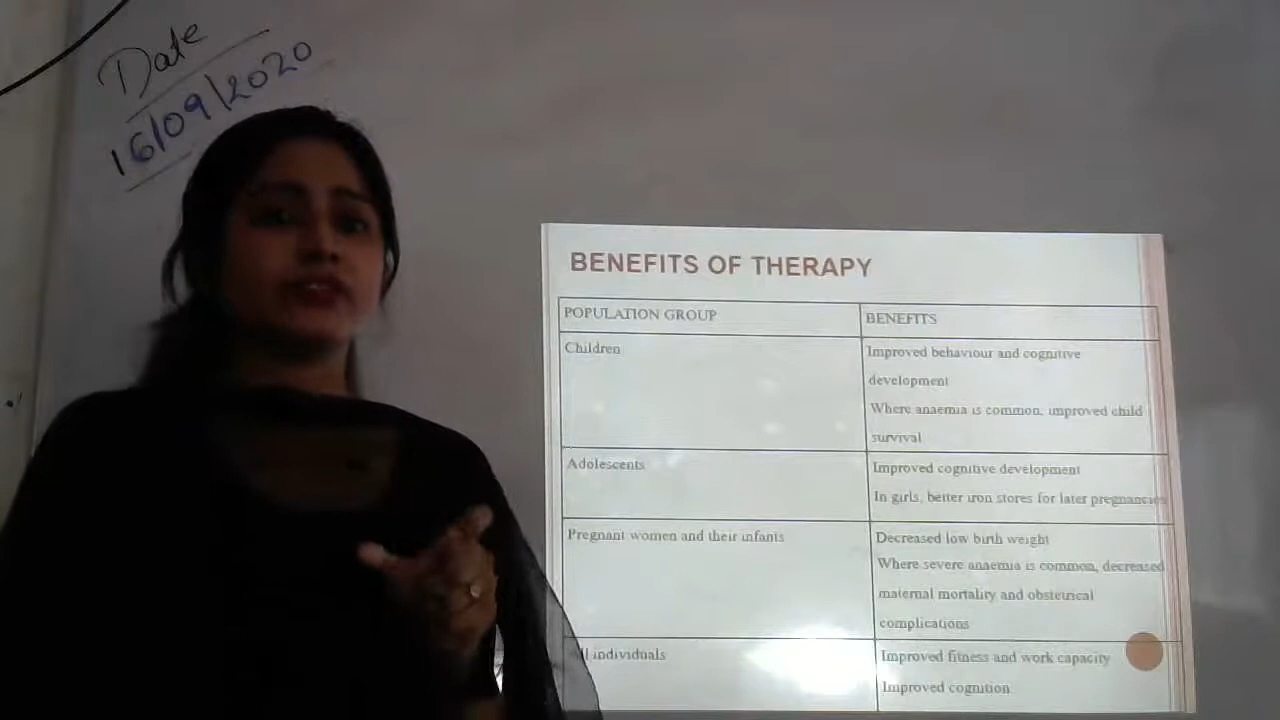 Date
16/09/2020
BENEFITS OF THERAPY
POPULATION GROUP
BENEFITS
Children
Improved behaviour and cognitive
development
Where anaemia is common, improved child
survival
Adolescents
Improved cognitive development
In girls, better iron stores for later pregnancies
Pregnant women and their infants
Decreased low birth weight
Where severe anaemia is common, decreased
maternal mortality and obstetrical
complications
individuals
Improved fitness and work capacity
Improved cognition